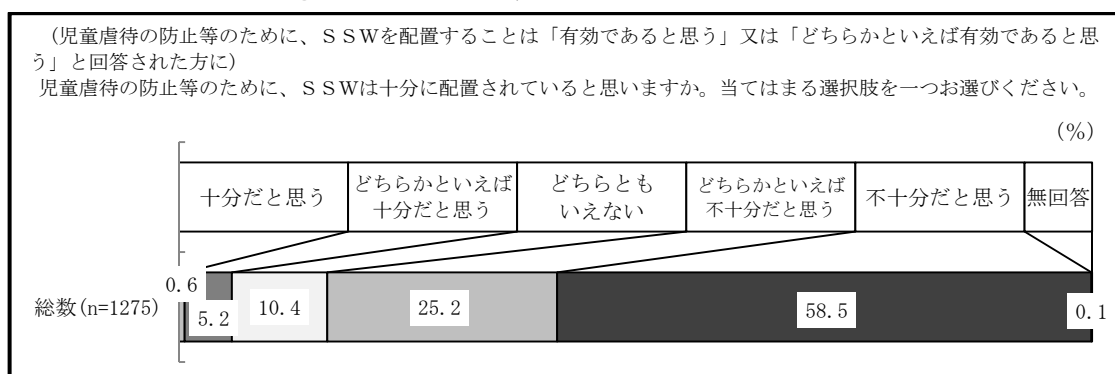 （児童虐待の防止等のために、ＳＳＷを配置することは「有効であると思う」又は「どちらかといえば有効であると思
う」と回答された方に）
児童虐待の防止等のために、ＳＳＷは十分に配置されていると思いますか。当てはまる選択肢を一つお選びください。
(%)
十分だと思う
どちらかといえば
十分だと思う
どちらとも
いえない
どちらかといえば
不十分だと思う
不十分だと思う
無回答
総数(n=1275)
0.6
5.2
10.4
25.2
58.5
0.1